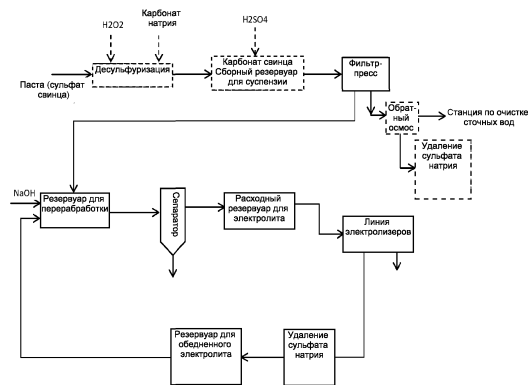 H2O2
Карбонат
натрия
H2SO4
Десульфуризация
Карбонат свинца
Сборный резервуар
для суспензии
Фильтр-
пресс
Паста (сульфат
свинца)
Обрат-
ный
осмос
Станция по очистке
сточных вод
Удаление
сульфата
натрия
NaOH
Резервуар для
перерабработки
Сепаратор
Расходный
резервуар для
электролита
Линия
электролизеров
Резервуар для
обедненного
электролита
Удаление
сульфата
натрия